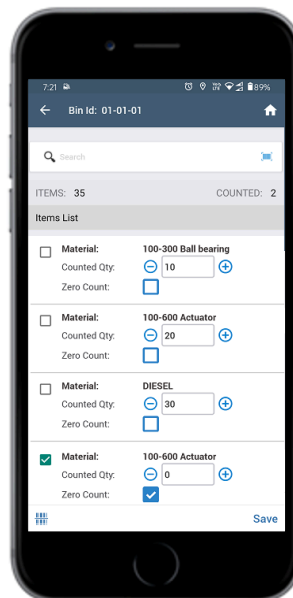 7:21 89%
Bin Id: 01-01-01
Search
ITEMS: 35 COUNTED: 2
Items List
Material: 100-300 Ball bearing
Counted Qty: 10
Zero Count:
Material: 100-600 Actuator
Counted Qty: 20
Zero Count:
Material: DIESEL
Counted Qty: 30
Zero Count:
Material: 100-600 Actuator
Counted Qty: 0
Zero Count:
Save